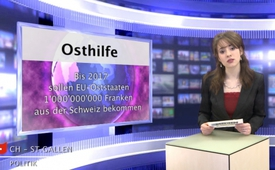 Osthilfe
Bis 2017
sollen EU-Oststaaten
1'000'000'000 Franken
aus der Schweiz bekommen
CH – ST. GALLEN
POLITIK